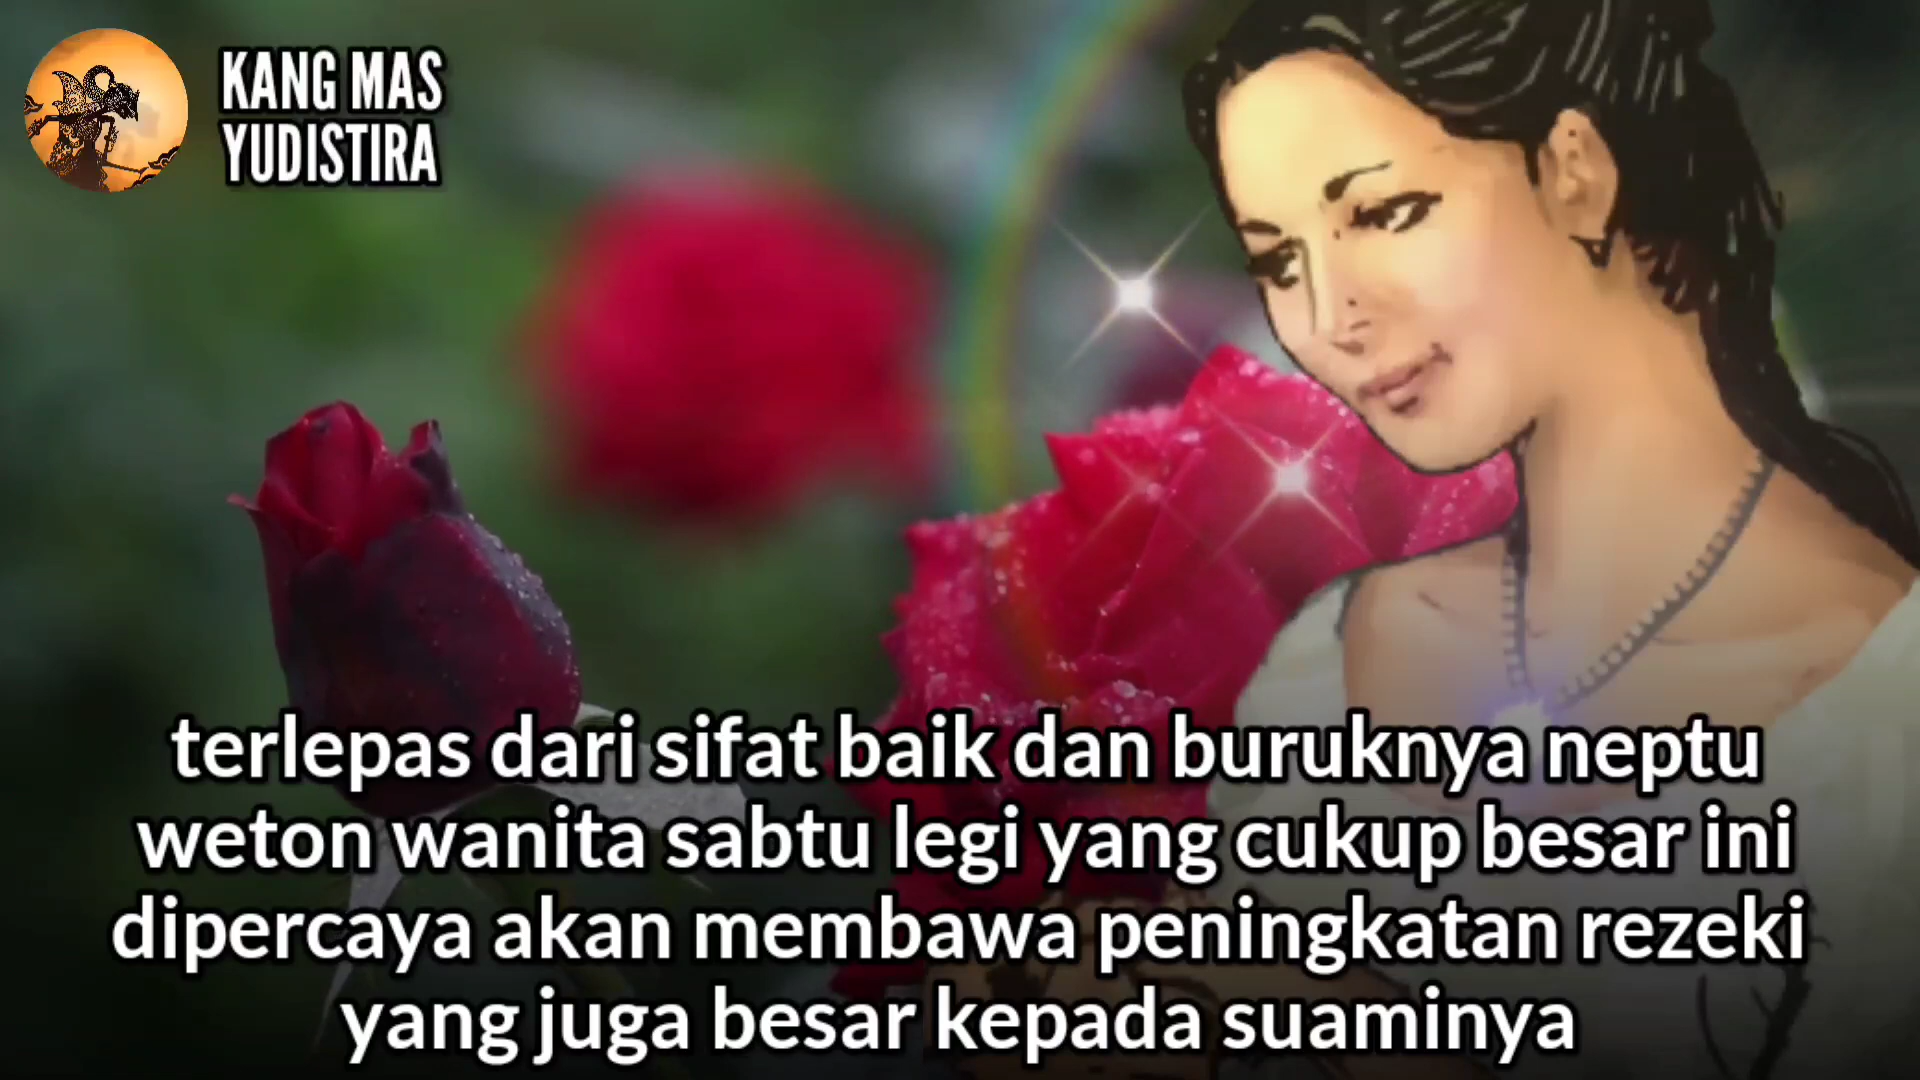 KANG MAS
YUDISTIRA
terlepas dari sifat baik dan buruknya neptu
weton wanita sabtu legi yang cukup besar ini
dipercaya akan membawa peningkatan rezeki
yang juga besar kepada suaminya